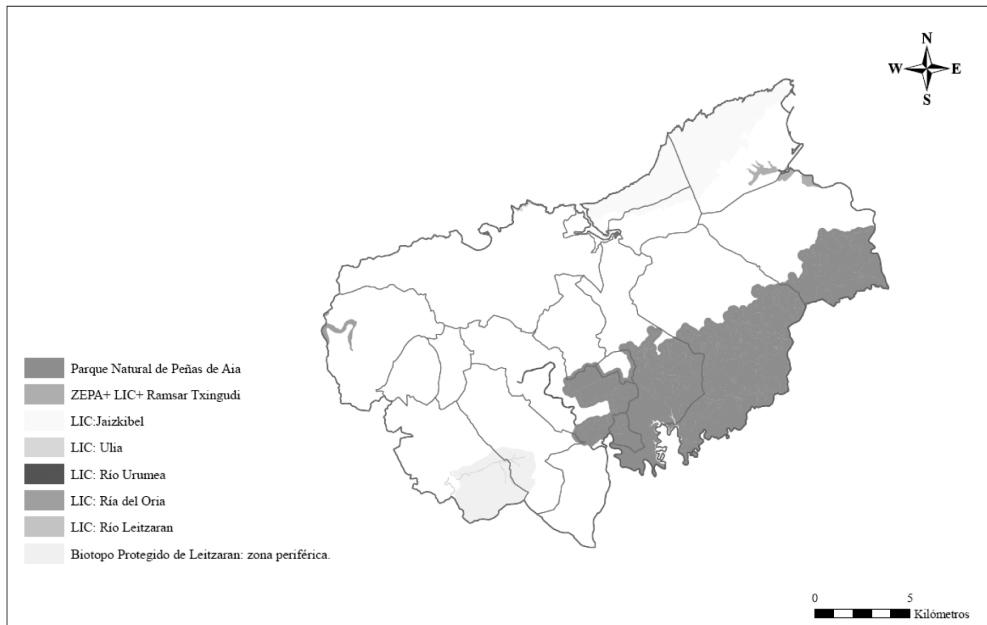 N
W E
S
Parque Natural de Peñas de Aia
ZEPA+ LIC+ Ramsar Txingudi
LIC:Jaizkibel
LIC: Ulia
LIC: Río Urumea
LIC: Ría del Oria
LIC: Río Leitzaran
Biotopo Protegido de Leitzaran: zona periférica.
0 5
Kilómetros